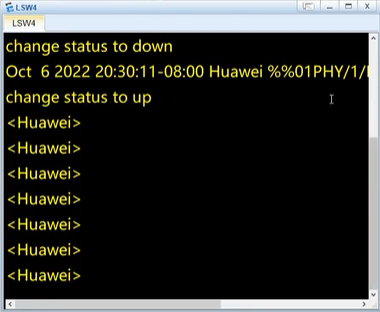 LSW4
LSW4
change status to down
Oct 6 2022 20:30:11-08:00 Huawei %%01PHY/1/
change status to up
<Huawei>
<Huawei>
<Huawei>
<Huawei>
<Huawei>
<Huawei>
<Huawei>